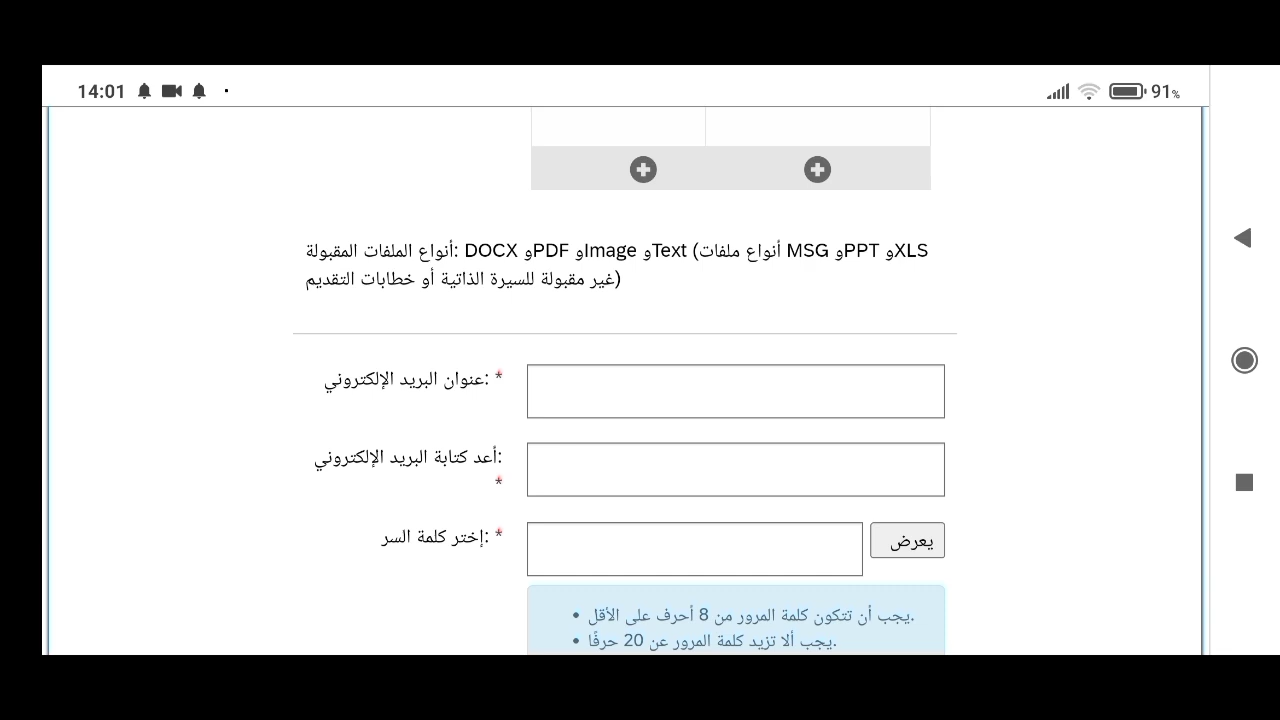 14:01
91%
أنواع الملفات المقبولة: DOCX وPDF وImage وText (أنواع ملفات MSG وPPT وXLS
غير مقبولة للسيرة الذاتية أو خطابات التقديم)
عنوان البريد الإلكتروني: *
أعد كتابة البريد الإلكتروني:
*
إختر كلمة السر: *
يعرض
• يجب أن تتكون كلمة المرور من 8 أحرف على الأقل.
• يجب ألا تزيد كلمة المرور عن 20 حرفًا.